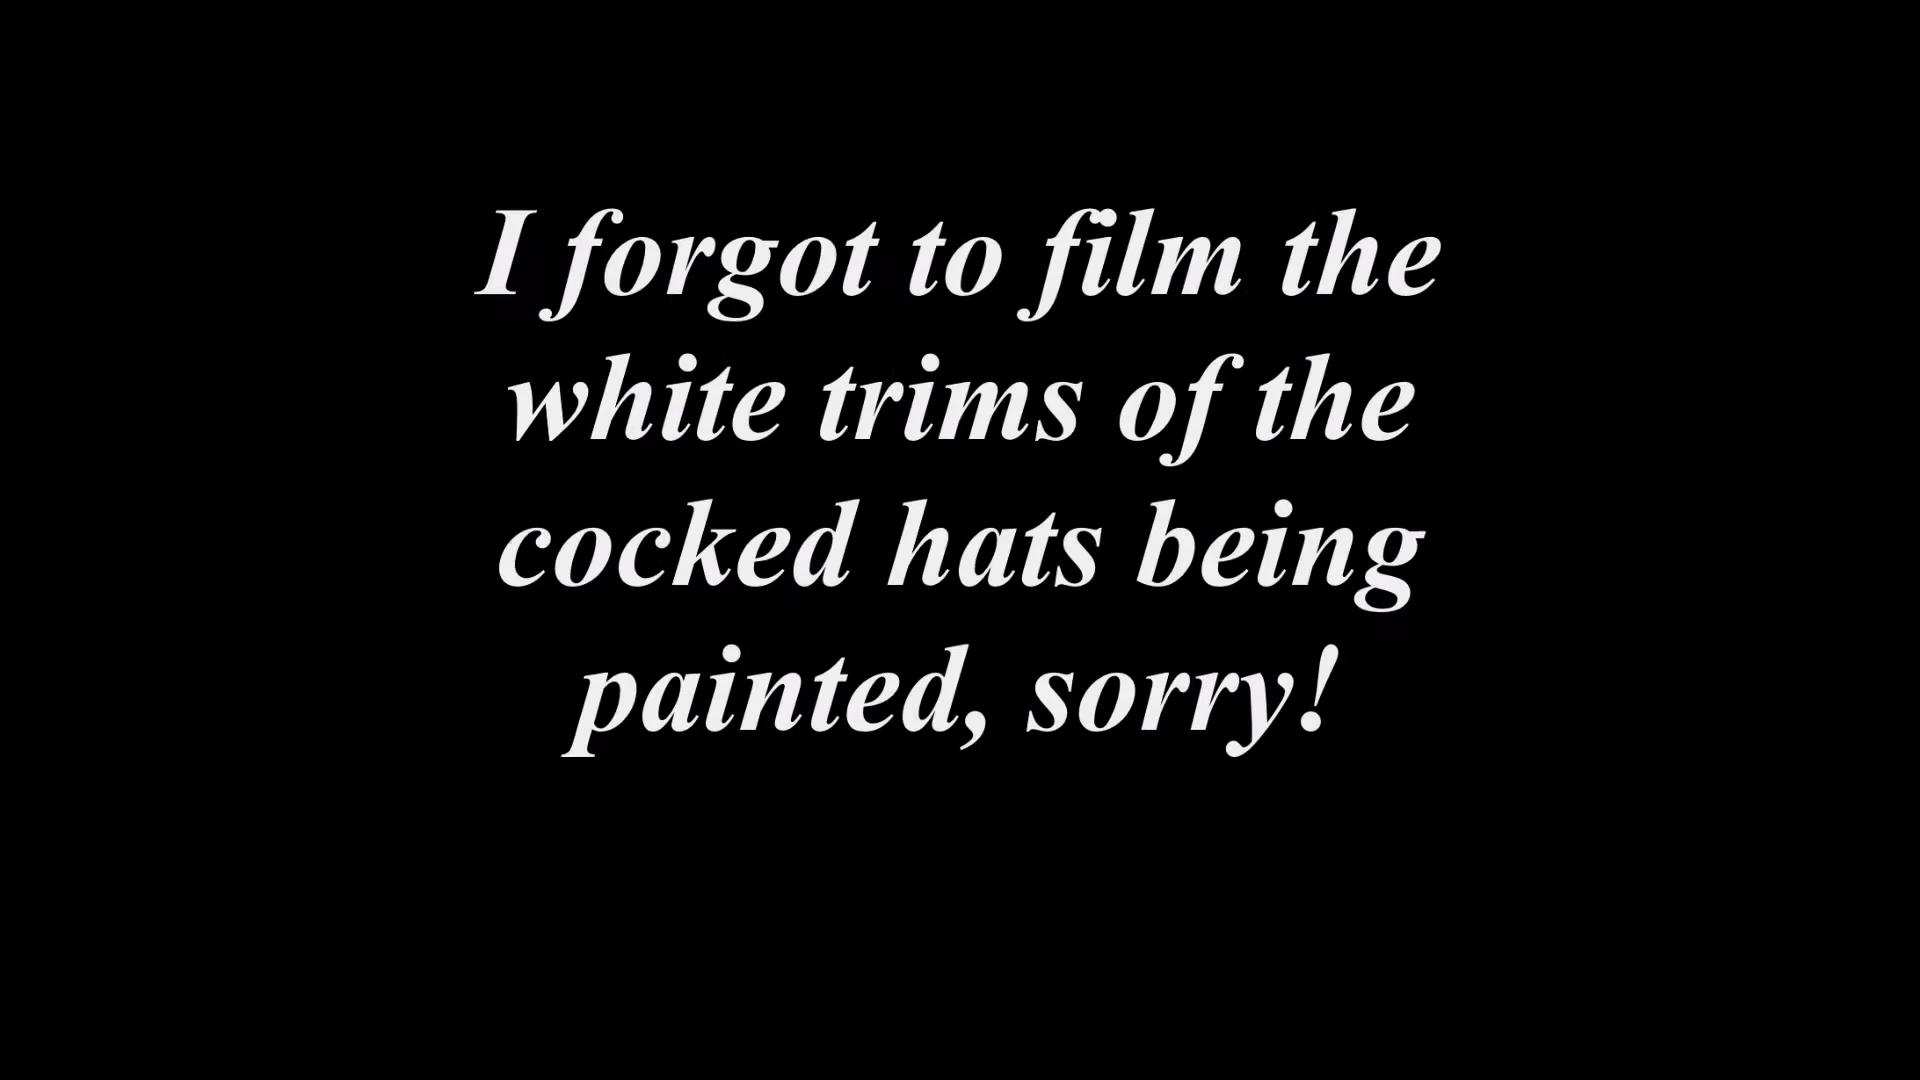 I forgot to film the
white trims of the
cocked hats being
painted, sorry!